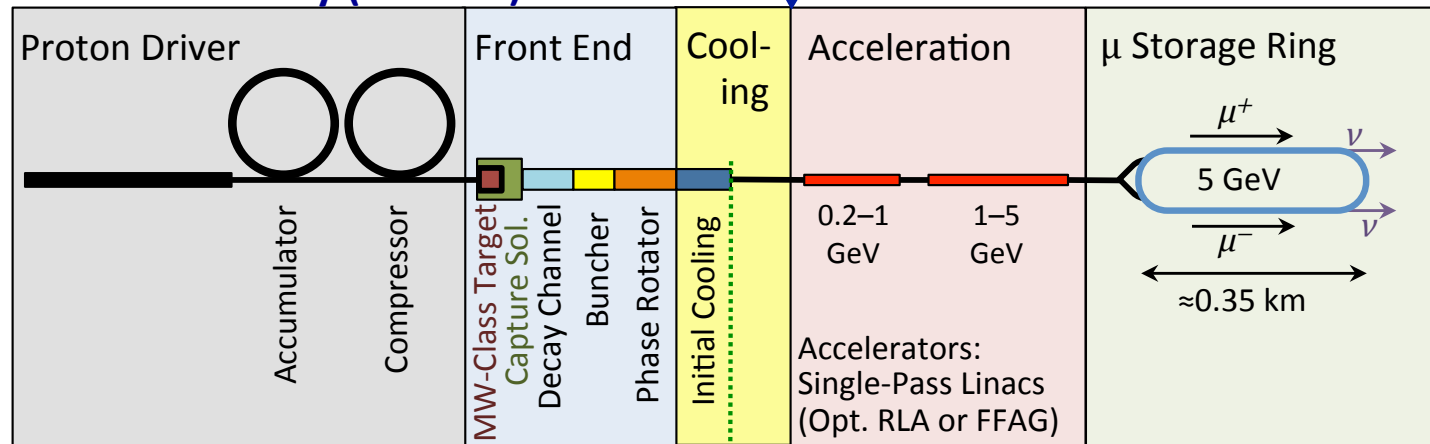 Proton Driver
Accumulator
Compressor
Front End
MW-Class Target
Capture Sol.
Decay Channel
Buncher
Phase Rotator
Cool-
ing
Initial Cooling
Acceleration
0.2–1
GeV
1–5
GeV
Accelerators:
Single-Pass Linacs
(Opt. RLA or FFAG)
μ Storage Ring
μ⁺
ν
5 GeV
μ⁻
ν
≈0.35 km